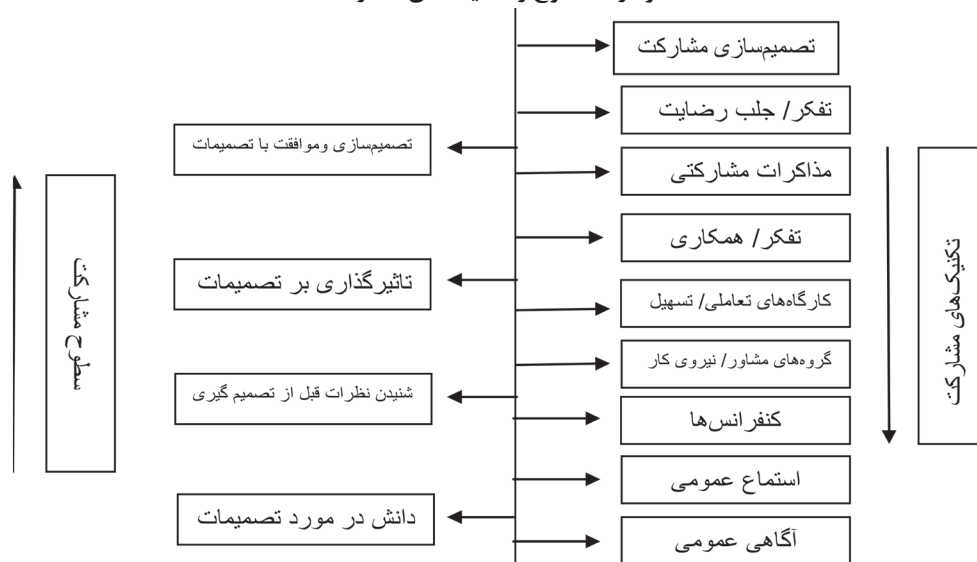 تصمیم‌سازی مشارکت
تفکر/ جلب رضایت
تصمیم‌سازی وموافقت با تصمیمات
مذاکرات مشارکتی
تفکر/ همکاری
تاثیرگذاری بر تصمیمات
کارگاه‌های تعاملی/ تسهیل
گروه‌های مشاور/ نیروی کار
شنیدن نظرات قبل از تصمیم گیری
کنفرانس‌ها
استماع عمومی
دانش در مورد تصمیمات
آگاهی عمومی
تکنیک‌های مشارکت
سطوح مشارکت